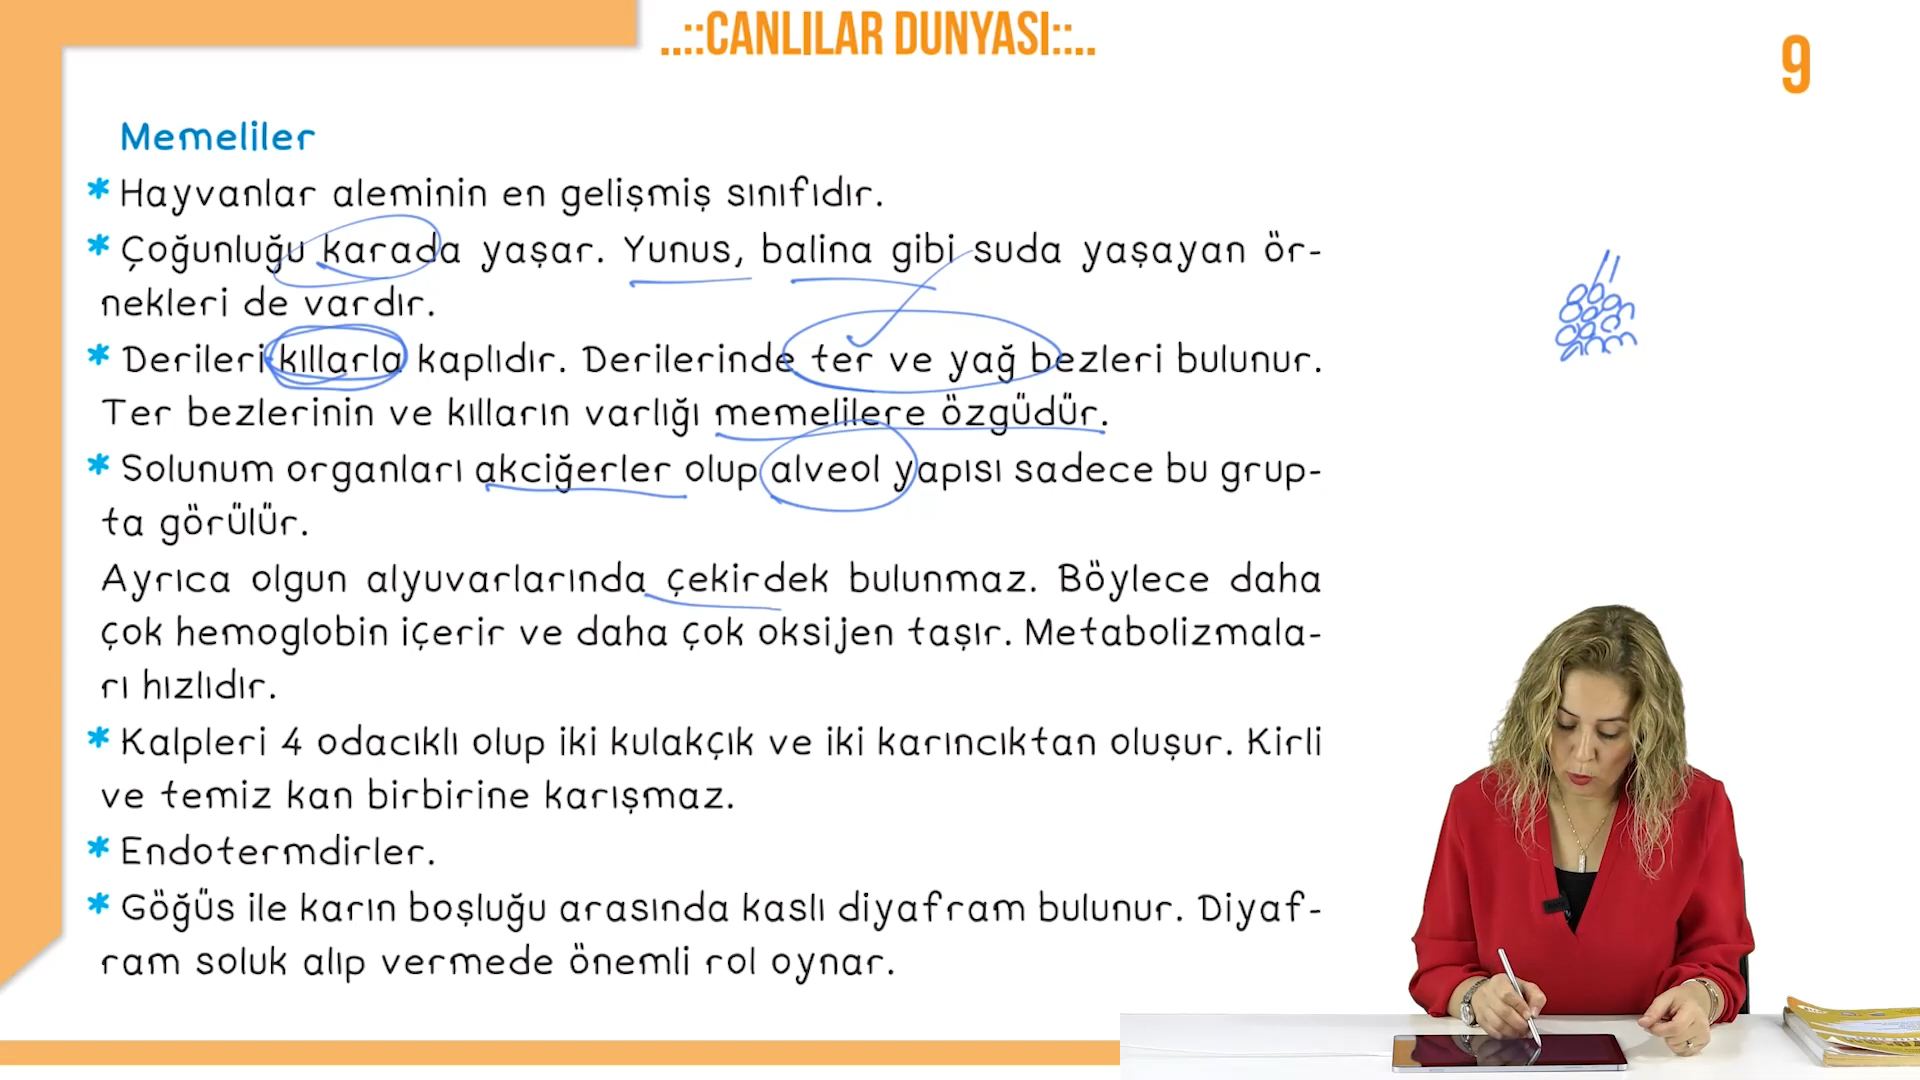 ..::CANLILAR DUNYASI::..
9
Memeliler
* Hayvanlar aleminin en gelişmiş sınıfıdır.
* Çoğunluğu karada yaşar. Yunus, balina gibi suda yaşayan ör-
nekleri de vardır.
* Derileri kıllarla kaplıdır. Derilerinde ter ve yağ bezleri bulunur.
Ter bezlerinin ve kılların varlığı memelilere özgüdür.
* Solunum organları akciğerler olup alveol yapısı sadece bu grup-
ta görülür.
Ayrıca olgun alyuvarlarında çekirdek bulunmaz. Böylece daha
çok hemoglobin içerir ve daha çok oksijen taşır. Metabolizmala-
rı hızlıdır.
* Kalpleri 4 odacıklı olup iki kulakçık ve iki karıncıktan oluşur. Kirli
ve temiz kan birbirine karışmaz.
* Endotermdirler.
* Göğüs ile karın boşluğu arasında kaslı diyafram bulunur. Diyaf-
ram soluk alıp vermede önemli rol oynar.